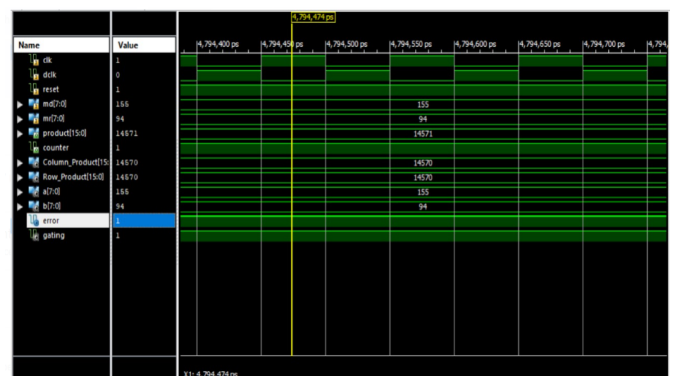 4,794,474 ps
Name Value 4,794,400 ps 4,794,450 ps 4,794,500 ps 4,794,550 ps 4,794,600 ps 4,794,650 ps 4,794,700 ps 4,794,
clk 1
dclk 0
reset 1
md[7:0] 155 155
mr[7:0] 94 94
product[15:0] 14571 14571
counter 1
Column_Product[15: 14570 14570
Row_Product[15:0] 14570 14570
a[7:0] 155 155
b[7:0] 94 94
error 1
gating 1
X1: 4,794,474 ps